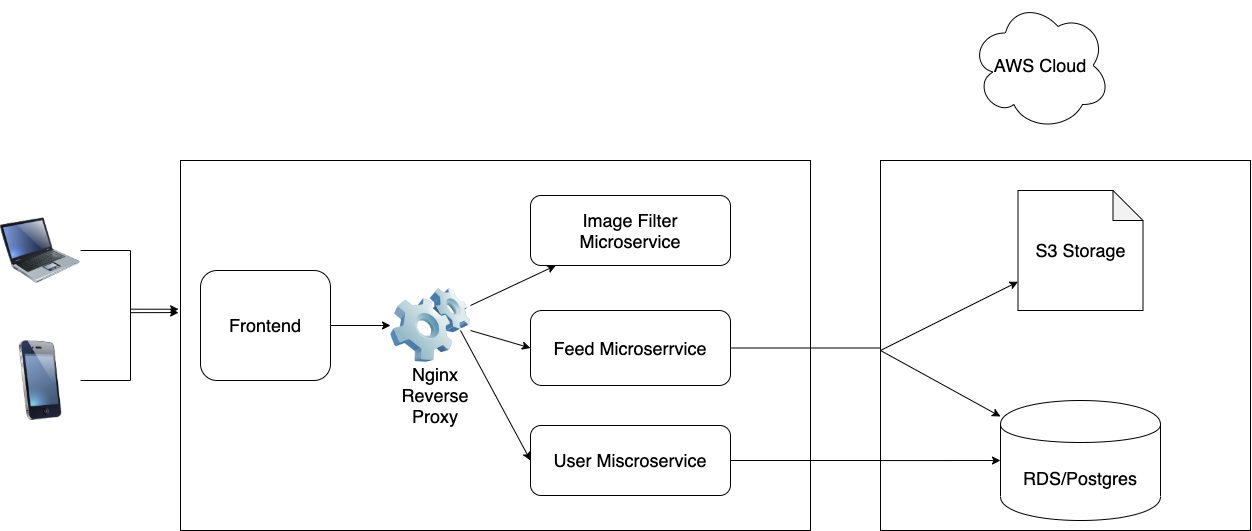 AWS Cloud
Image Filter
Microservice
S3 Storage
Frontend
Feed Microserrvice
Nginx
Reverse
Proxy
User Miscroservice
RDS/Postgres